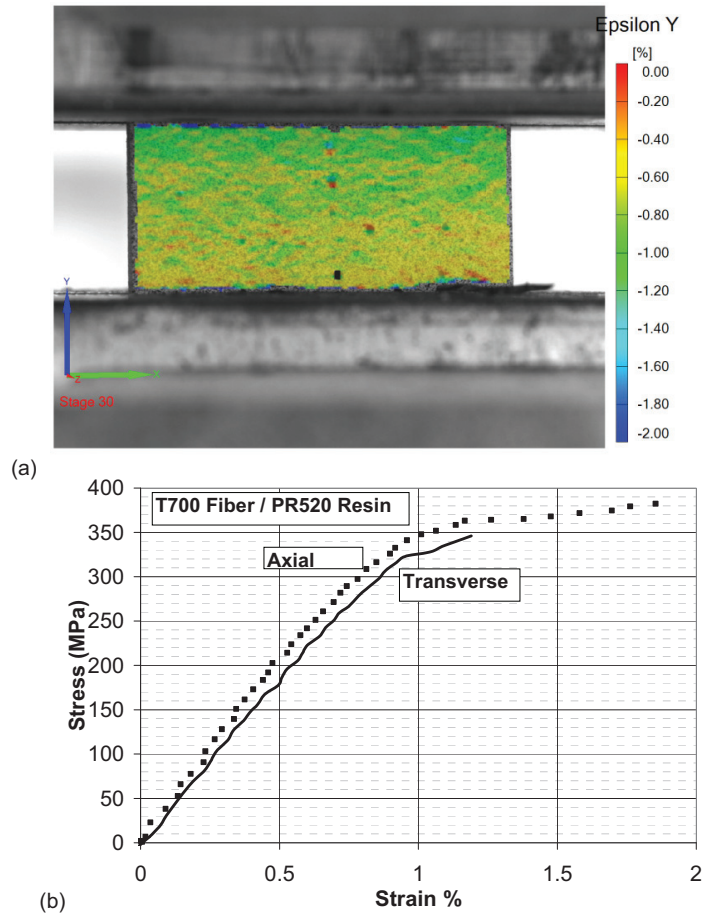 Epsilon Y
[%]
0.00
-0.20
-0.40
-0.60
-0.80
-1.00
-1.20
-1.40
-1.60
-1.80
-2.00
Y
X
Z
Stage 30
(a)
400
350
300
250
200
150
100
50
0
Stress (MPa)
T700 Fiber / PR520 Resin
Axial
Transverse
0 0.5 1 1.5 2
Strain %
(b)